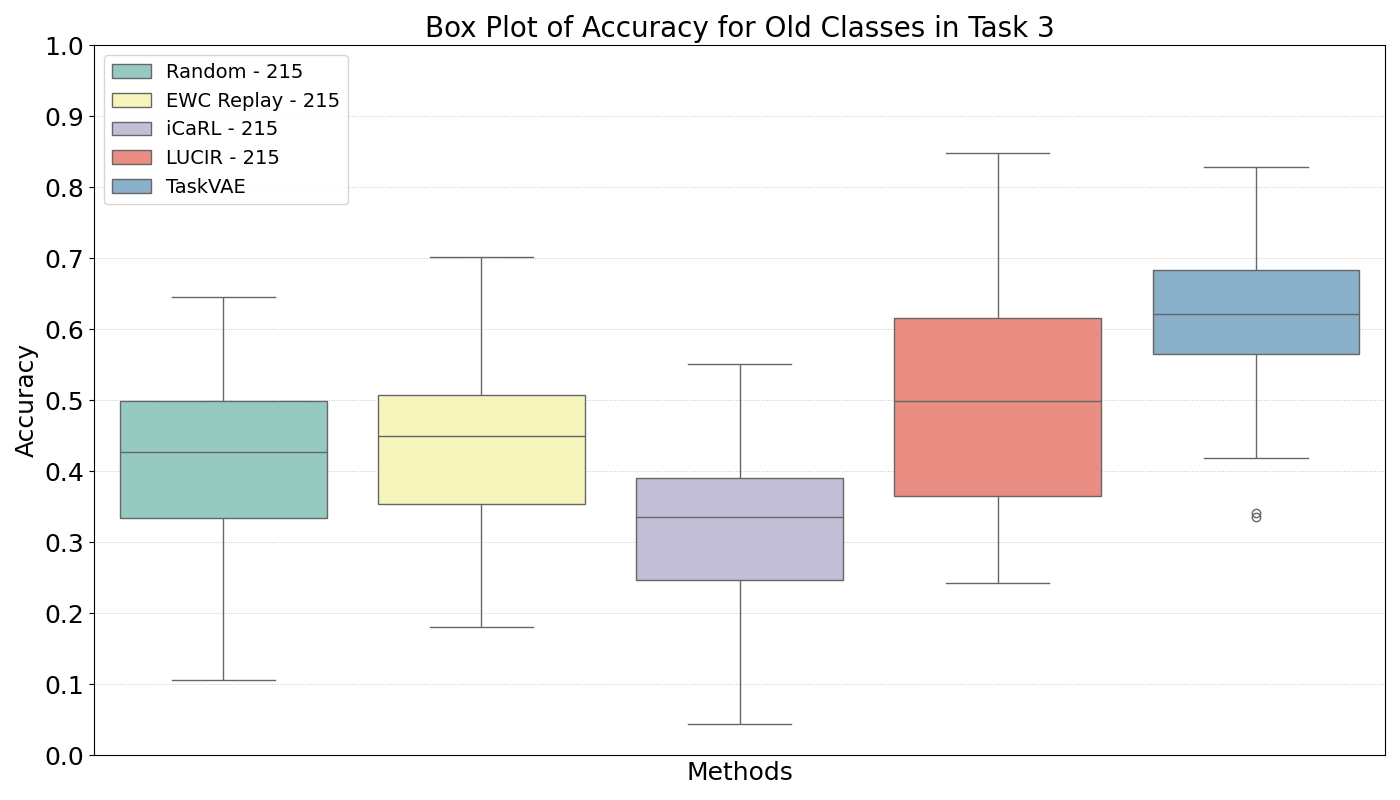 Box Plot of Accuracy for Old Classes in Task 3
1.0
0.9
0.8
0.7
0.6
0.5
0.4
0.3
0.2
0.1
0.0
Accuracy
Random - 215
EWC Replay - 215
iCaRL - 215
LUCIR - 215
TaskVAE
Methods